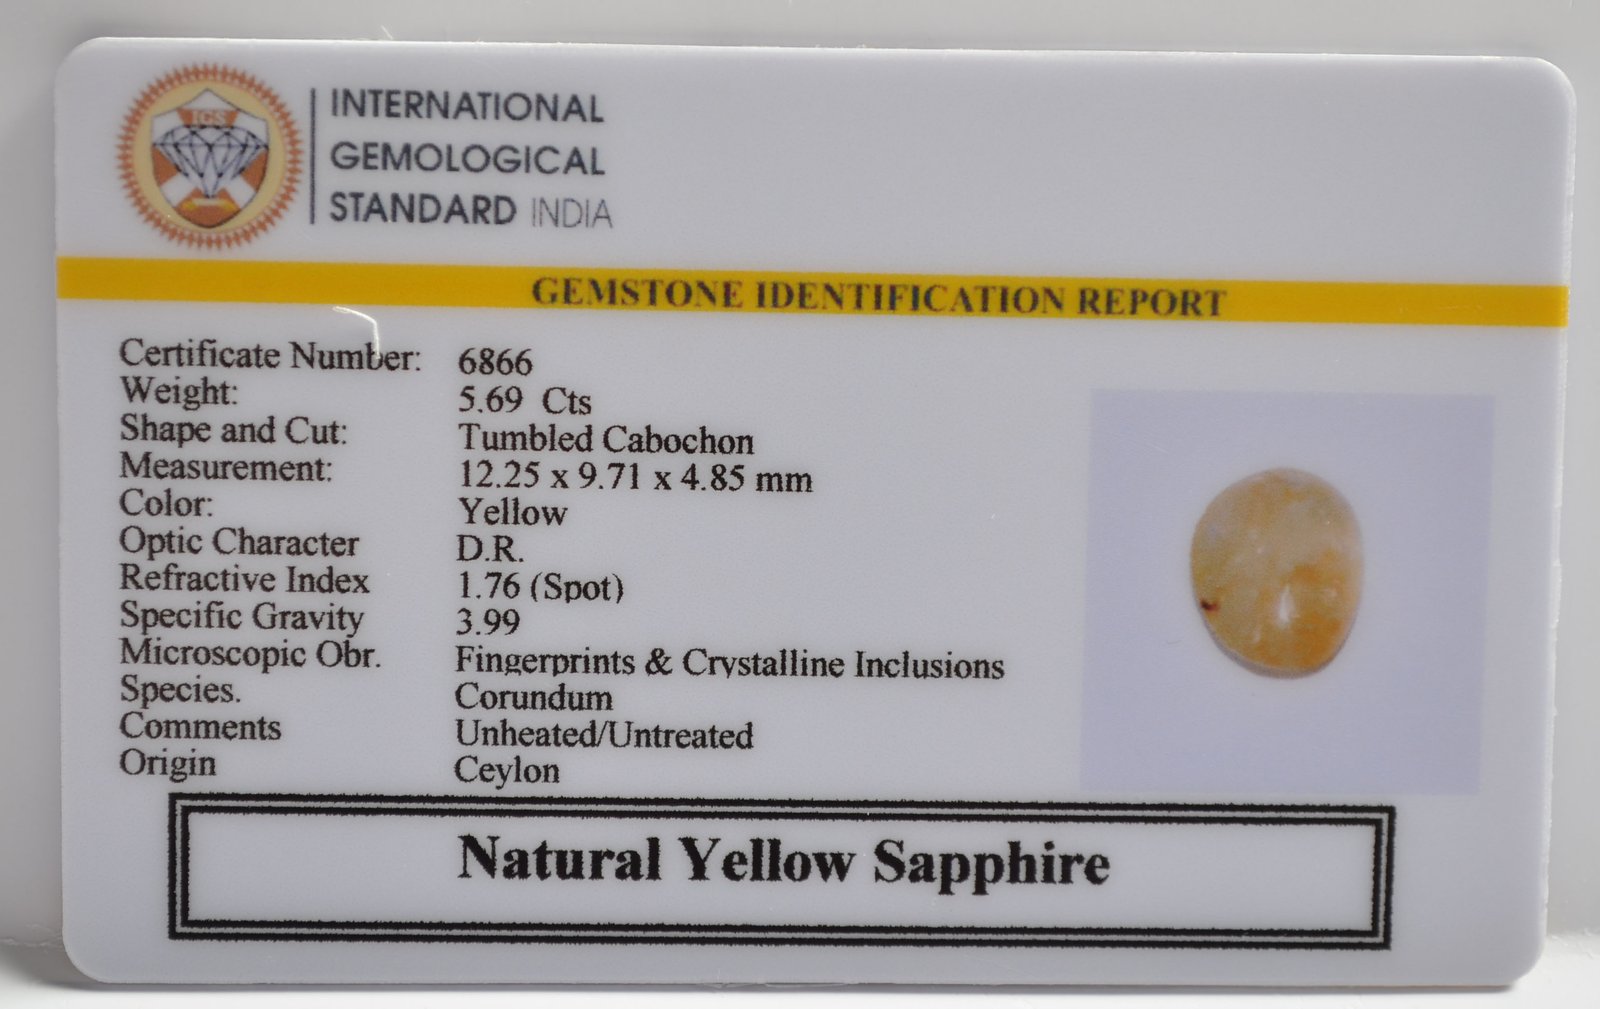 IGS
INTERNATIONAL
GEMOLOGICAL
STANDARD INDIA
GEMSTONE IDENTIFICATION REPORT
Certificate Number: 6866
Weight: 5.69 Cts
Shape and Cut: Tumbled Cabochon
Measurement: 12.25 x 9.71 x 4.85 mm
Color: Yellow
Optic Character D.R.
Refractive Index 1.76 (Spot)
Specific Gravity 3.99
Microscopic Obr. Fingerprints & Crystalline Inclusions
Species. Corundum
Comments Unheated/Untreated
Origin Ceylon
Natural Yellow Sapphire